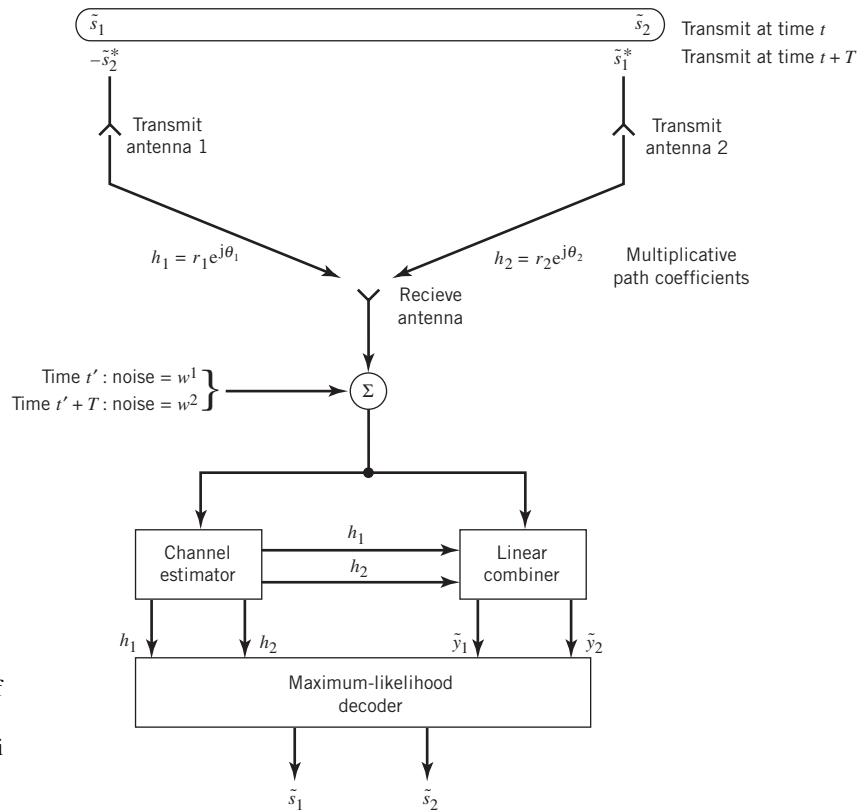 s̃₁ s̃₂ Transmit at time t
−s̃₂* s̃₁* Transmit at time t + T
Transmit
antenna 1
Transmit
antenna 2
h₁ = r₁e^{jθ₁}
h₂ = r₂e^{jθ₂}
Multiplicative
path coefficients
Recieve
antenna
Time t′ : noise = w¹
Time t′ + T : noise = w²
}
Σ
Channel
estimator
h₁
h₂
Linear
combiner
h₁ h₂ ỹ₁ ỹ₂
Maximum-likelihood
decoder
f
i
s̃₁ s̃₂